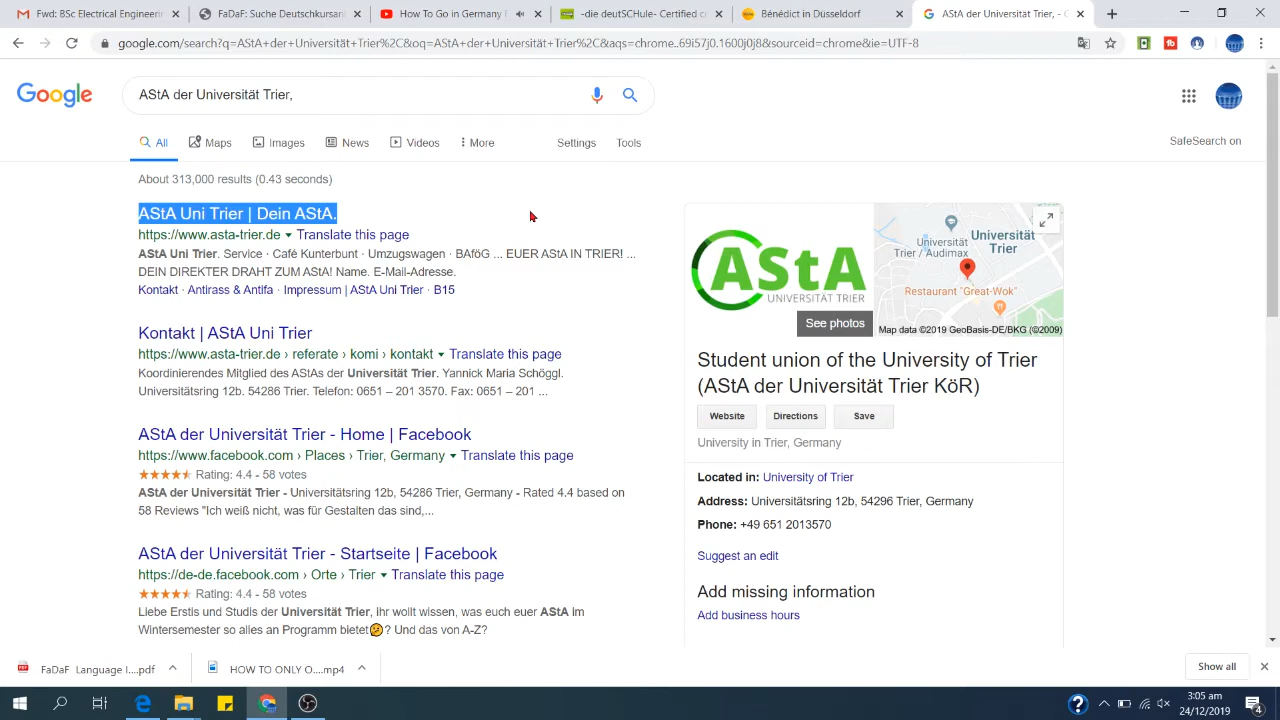 Fwd: BSc Engineering
FaDaF: Suche Deutschkursan
How To Go in Germany F
-die deutSCHule- Certified c
Bénédict in Düsseldorf
AStA der Universität Trier, - G
google.com/search?q=AStA+der+Universität+Trier%2C&oq=AStA+der+Universität+Trier%2C&aqs=chrome..69i57j0.1600j0j8&sourceid=chrome&ie=UTF-8
Google
AStA der Universität Trier,
All
Maps
Images
News
Videos
More
Settings
Tools
SafeSearch on
About 313,000 results (0.43 seconds)
AStA Uni Trier | Dein AStA.
https://www.asta-trier.de Translate this page
AStA Uni Trier. Serice · Café Kunterbunt · Umzugswagen · BAföG ... EUER AStA IN TRIER! ...
DEIN DIREKTER DRAHT ZUM AStA! Name. E-Mail-Adresse.
Kontakt · Antirass & Antifa · Impressum | AStA Uni Trier · B15
Kontakt | AStA Uni Trier
https://www.asta-trier.de › referate › komi › kontakt Translate this page
Koordinierendes Mitglied des AStAs der Universität Trier. Yannick Maria Schöggl.
Universitätsring 12b. 54286 Trier. Telefon: 0651 – 201 3570. Fax: 0651 – 201 ...
AStA der Universität Trier - Home | Facebook
https://www.facebook.com › Places › Trier, Germany Translate this page
Rating: 4.4 - 58 votes
AStA der Universität Trier - Universitätsring 12b, 54286 Trier, Germany - Rated 4.4 based on
58 Reviews "Ich weiß nicht, was für Gestalten das sind,...
AStA der Universität Trier - Startseite | Facebook
https://de-de.facebook.com › Orte › Trier Translate this page
Rating: 4.4 - 58 votes
Liebe Erstis und Studis der Universität Trier, ihr wollt wissen, was euch euer AStA im
Wintersemester so alles an Programm bietet🤔? Und das von A-Z?
AStA
UNIVERSITÄT TRIER
See photos
Universität
Trier / Audimax
Universität
Trier
Restaurant "Great-Wok"
Map data ©2019 GeoBasis-DE/BKG (©2009)
Student union of the University of Trier
(AStA der Universität Trier KöR)
Website
Directions
Save
University in Trier, Germany
Located in: University of Trier
Address: Universitätsring 12b, 54296 Trier, Germany
Phone: +49 651 2013570
Suggest an edit
Add missing information
Add business hours
FaDaF Language I....pdf
HOW TO ONLY O....mp4
Show all
3:05 am
24/12/2019
4